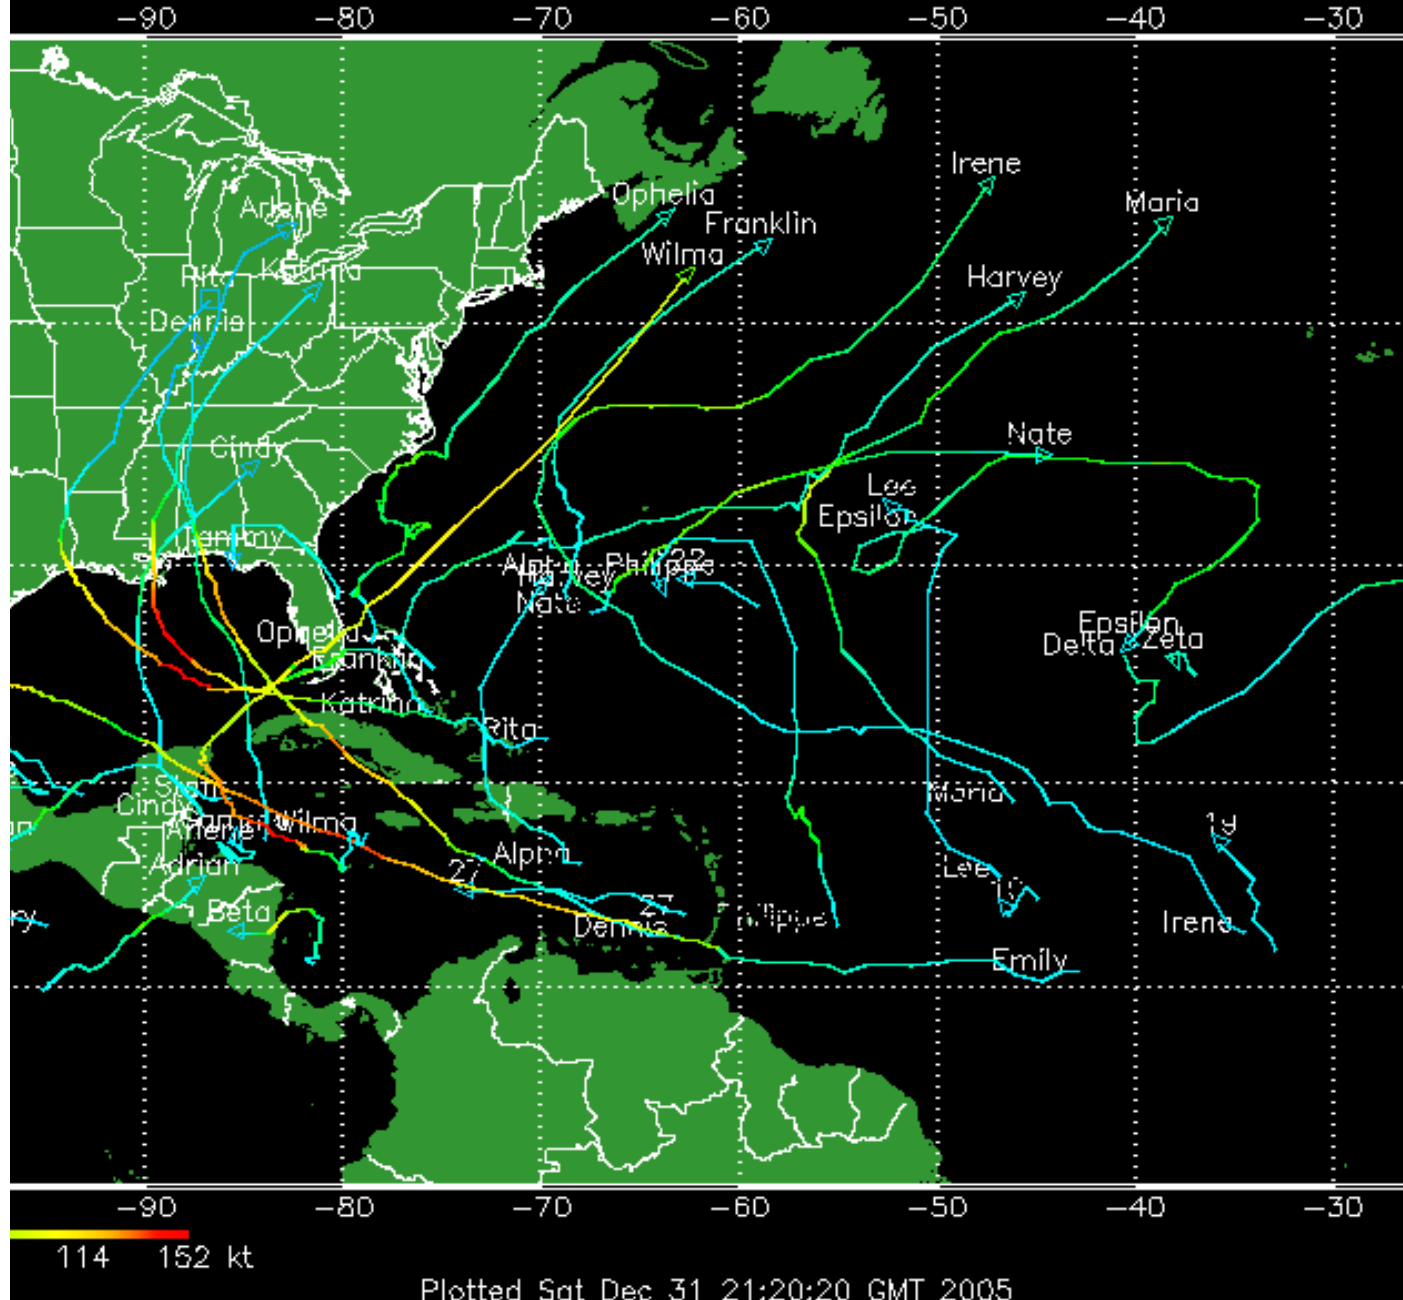 -90 -80 -70 -60 -50 -40 -30
Irene
Ophelia
Maria
Arlene
Franklin
Wilma
Katrina
Rita
Harvey
Dennis
Nate
Cindy
Lee
Epsilon
Tammy
Alpha
Philippe
22
Harvey
Nate
Epsilon
Ophelia
Delta
Zeta
Franklin
Katrina
Rita
Maria
Cindy
Wilma
19
Arlene
Alpha
Adrian
27
Lee
27
Beta
Dennis
Irene
Emily
-90 -80 -70 -60 -50 -40 -30
114 152 kt
Plotted Sat Dec 31 21:20:20 GMT 2005